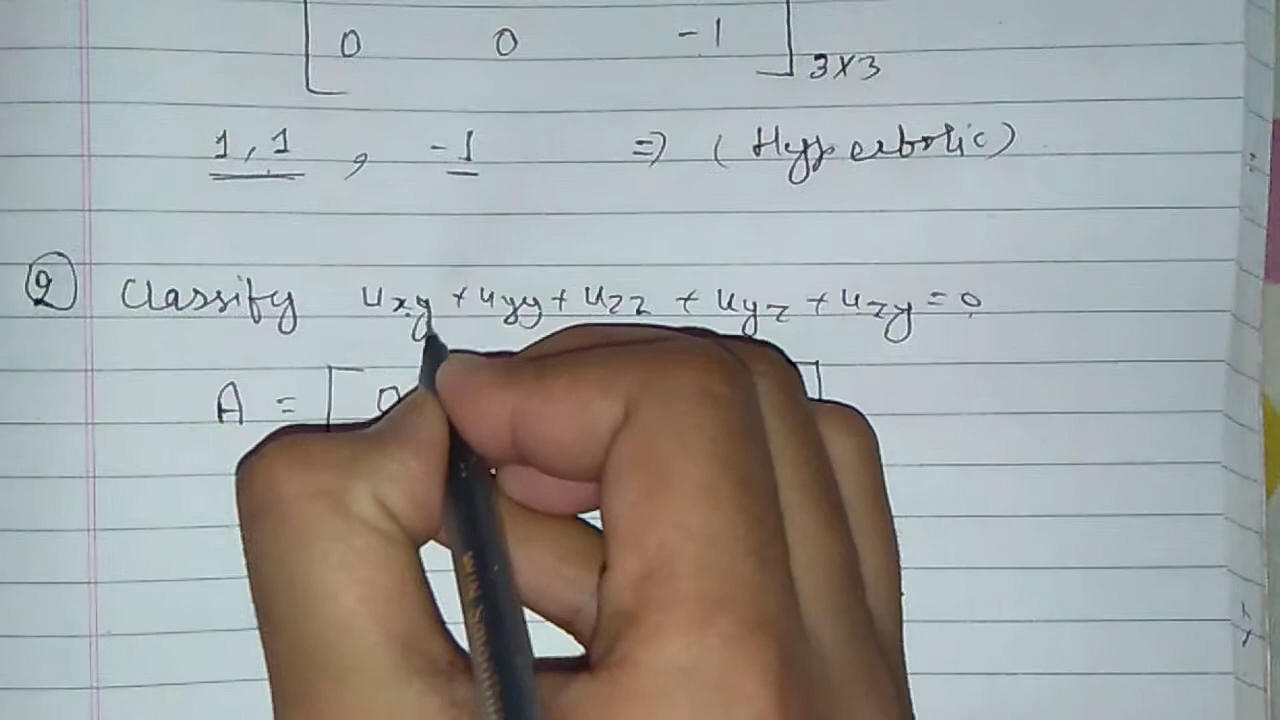 0 0 -1 3x3
1, 1 , -1 => (Hyperbolic)
2 Classify uxy + uyy + uzz + uyz + uzy = 0
A = [ 0